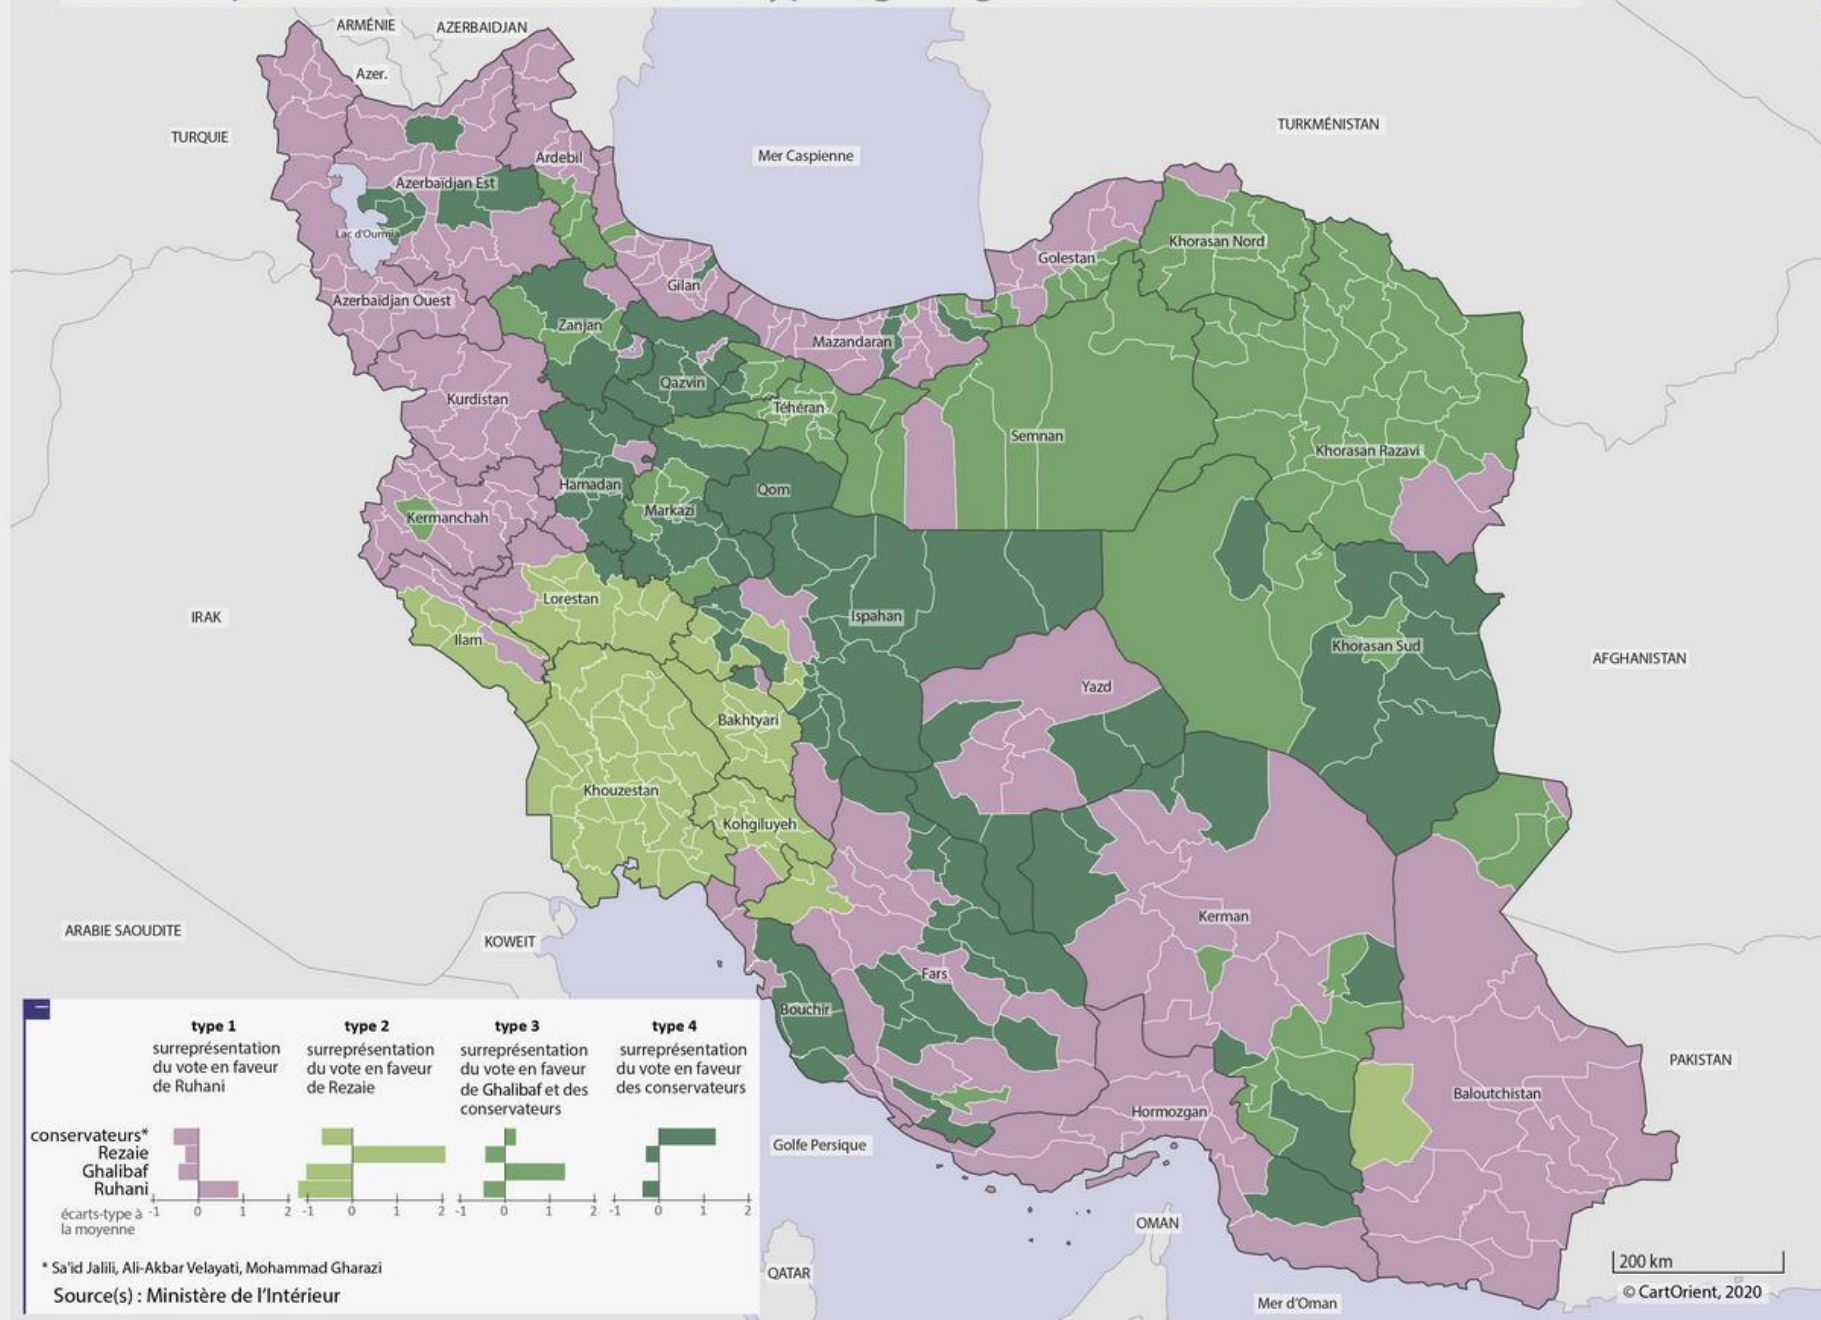 ARMÉNIE
AZERBAIDJAN
Azer.
TURQUIE
Mer Caspienne
TURKMÉNISTAN
Ardebil
Azerbaïdjan Est
Lac d'Ourmia
Azerbaïdjan Ouest
Gilan
Golestan
Khorasan Nord
Zanjan
Mazandaran
Qazvin
Kurdistan
Téhéran
Semnan
Khorasan Razavi
Hamadan
Qom
Markazi
Kermanchah
Lorestan
Ispahan
IRAK
Ilam
Khorasan Sud
AFGHANISTAN
Yazd
Bakhtyari
Khouzestan
Kohgiluyeh
Kerman
ARABIE SAOUDITE
KOWEIT
Fars
Bouchir
PAKISTAN
Baloutchistan
Hormozgan
Golfe Persique
OMAN
QATAR
Mer d'Oman
type 1
surreprésentation
du vote en faveur
de Ruhani
type 2
surreprésentation
du vote en faveur
de Rezaie
type 3
surreprésentation
du vote en faveur
de Ghalibaf et des
conservateurs
type 4
surreprésentation
du vote en faveur
des conservateurs
conservateurs*
Rezaie
Ghalibaf
Ruhani
-1 0 1 2 -1 0 1 2 -1 0 1 2 -1 0 1 2
écarts-type à
la moyenne
* Sa'id Jalili, Ali-Akbar Velayati, Mohammad Gharazi
Source(s) : Ministère de l'Intérieur
200 km
© CartOrient, 2020